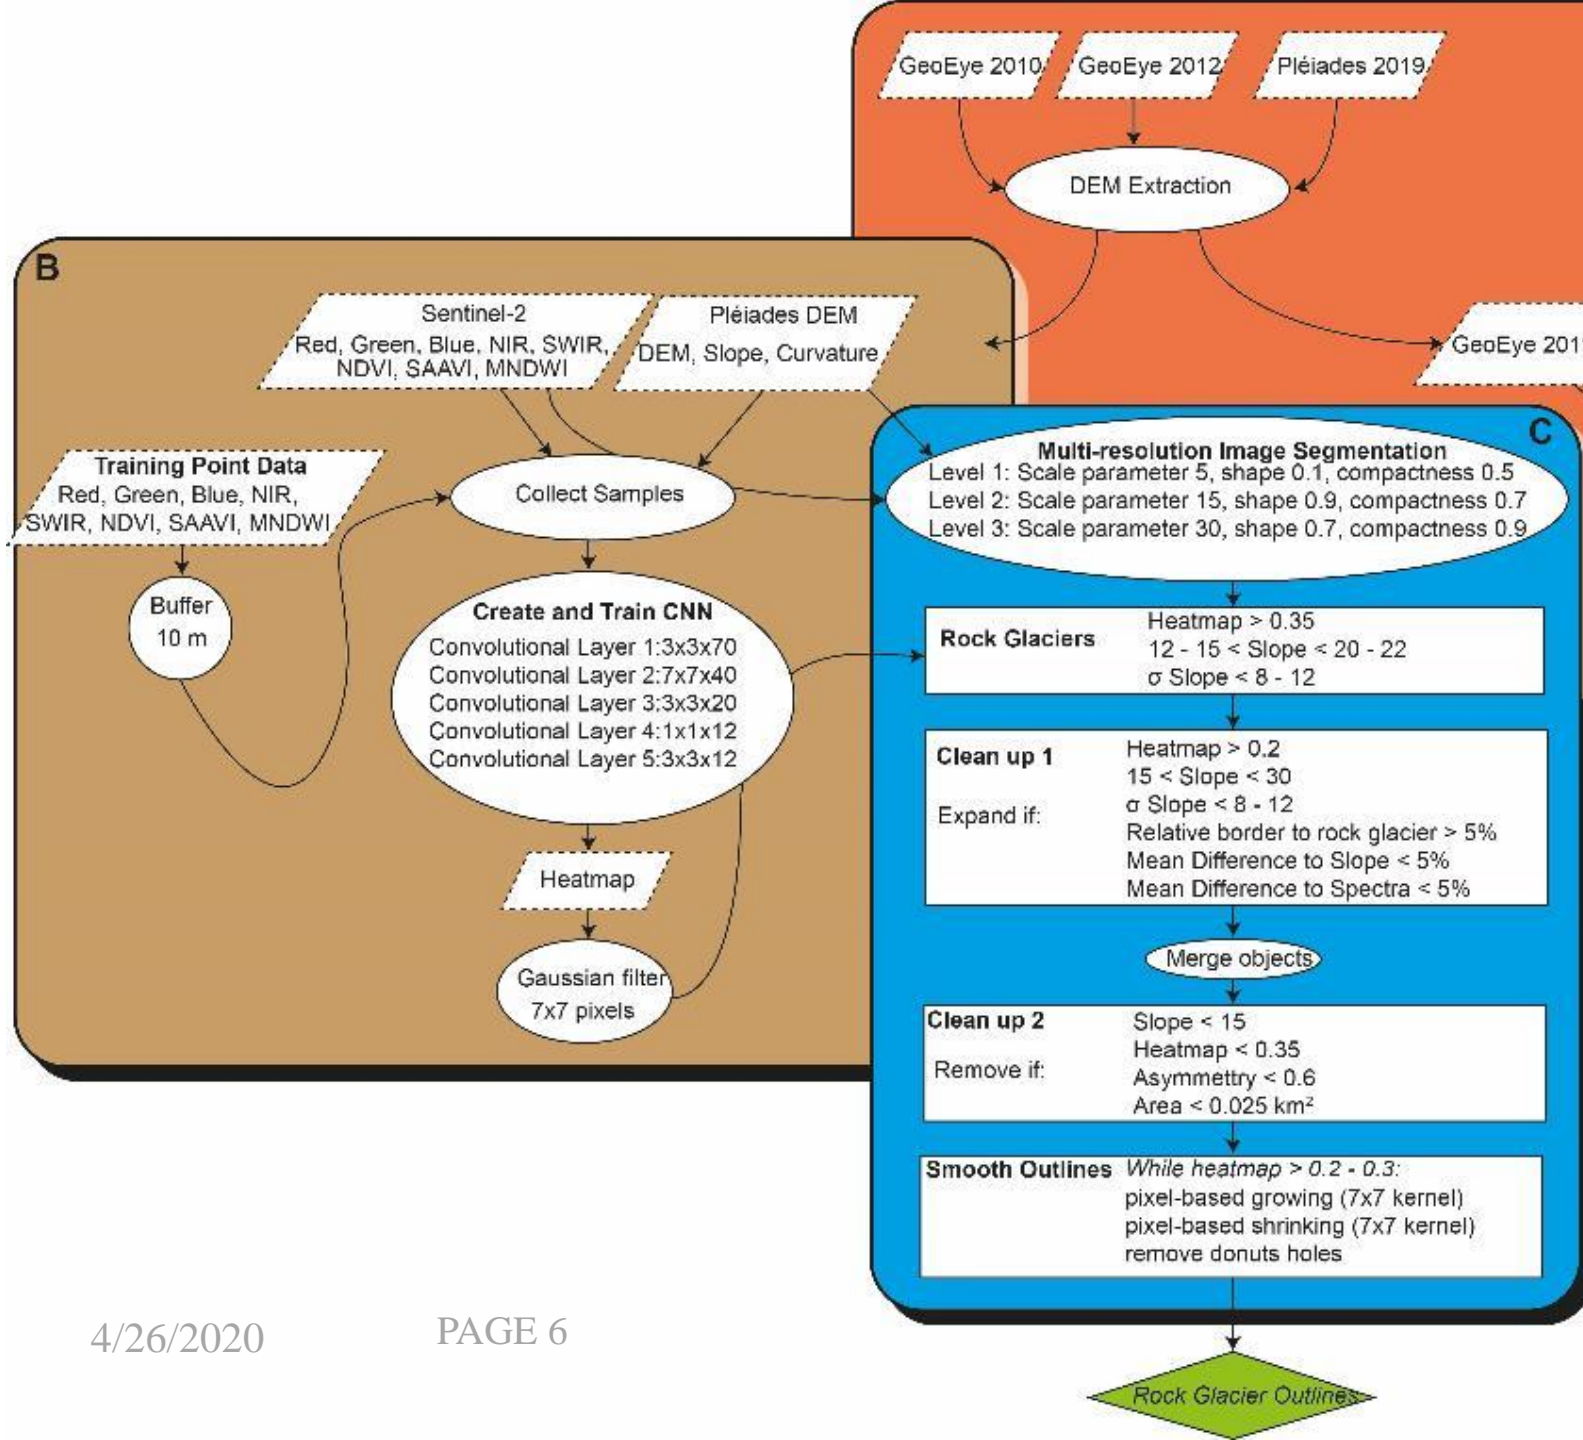 GeoEye 2010
GeoEye 2012
Pléiades 2019
DEM Extraction
B
Sentinel-2
Red, Green, Blue, NIR, SWIR,
NDVI, SAAVI, MNDWI
Pléiades DEM
DEM, Slope, Curvature
GeoEye 201
Training Point Data
Red, Green, Blue, NIR,
SWIR, NDVI, SAAVI, MNDWI
Collect Samples
Buffer
10 m
Create and Train CNN
Convolutional Layer 1:3x3x70
Convolutional Layer 2:7x7x40
Convolutional Layer 3:3x3x20
Convolutional Layer 4:1x1x12
Convolutional Layer 5:3x3x12
Heatmap
Gaussian filter
7x7 pixels
C
Multi-resolution Image Segmentation
Level 1: Scale parameter 5, shape 0.1, compactness 0.5
Level 2: Scale parameter 15, shape 0.9, compactness 0.7
Level 3: Scale parameter 30, shape 0.7, compactness 0.9
Rock Glaciers
Heatmap > 0.35
12 - 15 < Slope < 20 - 22
σ Slope < 8 - 12
Clean up 1
Expand if:
Heatmap > 0.2
15 < Slope < 30
σ Slope < 8 - 12
Relative border to rock glacier > 5%
Mean Difference to Slope < 5%
Mean Difference to Spectra < 5%
Merge objects
Clean up 2
Remove if:
Slope < 15
Heatmap < 0.35
Asymmettry < 0.6
Area < 0.025 km²
Smooth Outlines
While heatmap > 0.2 - 0.3:
pixel-based growing (7x7 kernel)
pixel-based shrinking (7x7 kernel)
remove donuts holes
Rock Glacier Outlines
4/26/2020
PAGE 6